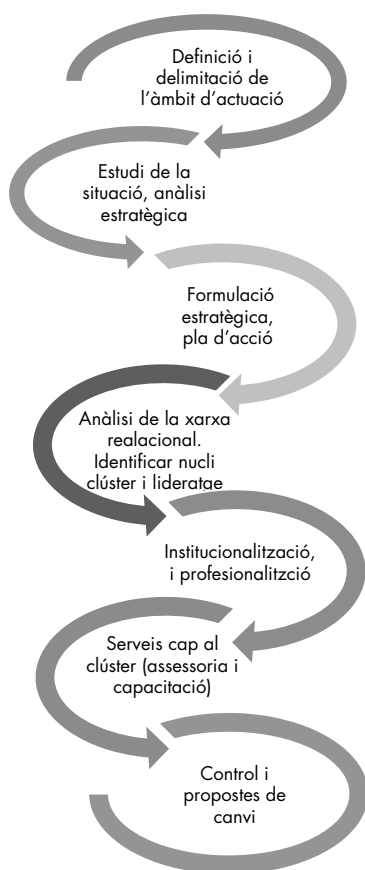 Definició i
delimitació de
l'àmbit d'actuació
Estudi de la
situació, anàlisi
estratègica
Formulació
estratègica,
pla d'acció
Anàlisi de la xarxa
realacional.
Identificar nucli
clúster i lideratge
Institucionalització,
i profesionalitzció
Serveis cap al
clúster (assessoria i
capacitació)
Control i
propostes de
canvi